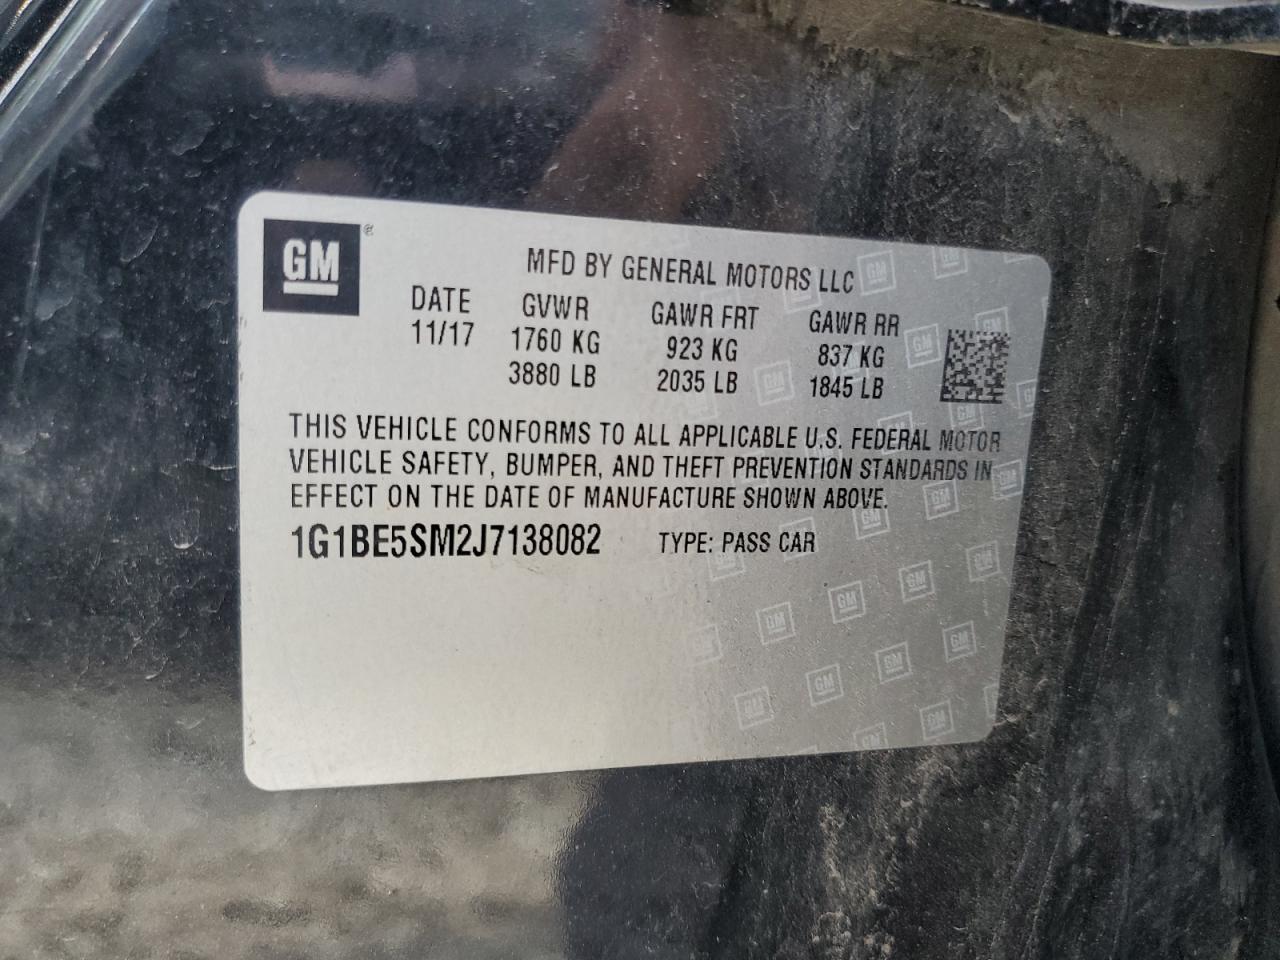 GM®
MFD BY GENERAL MOTORS LLC
DATE GVWR GAWR FRT GAWR RR
11/17 1760 KG 923 KG 837 KG
3880 LB 2035 LB 1845 LB
THIS VEHICLE CONFORMS TO ALL APPLICABLE U.S. FEDERAL MOTOR
VEHICLE SAFETY, BUMPER, AND THEFT PREVENTION STANDARDS IN
EFFECT ON THE DATE OF MANUFACTURE SHOWN ABOVE.
1G1BE5SM2J7138082 TYPE: PASS CAR